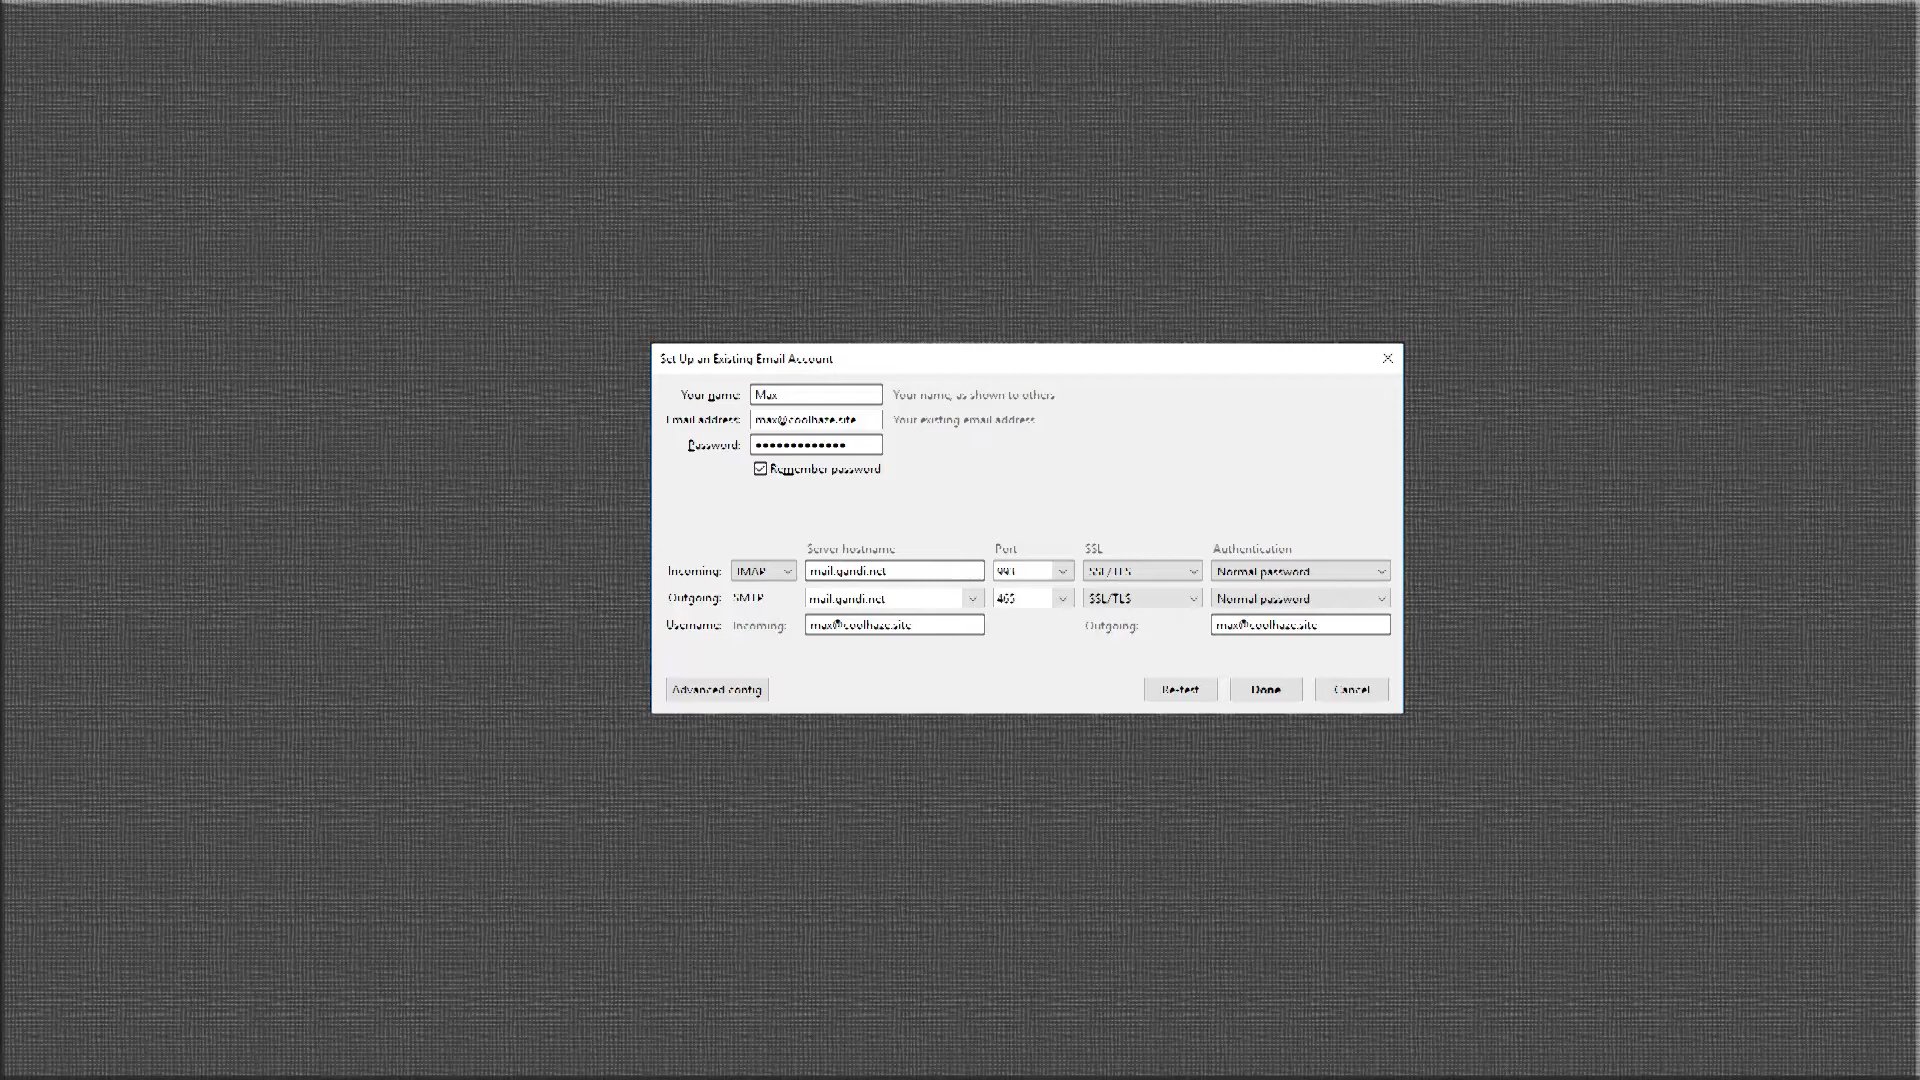 Set Up an Existing Email Account
Your name: Max Your name, as shown to others
Email address: max@coolhaze.site Your existing email address
Password: •••••••••••••
Remember password
Server hostname Port SSL Authentication
Incoming: IMAP mail.gandi.net 993 SSL/TLS Normal password
Outgoing: SMTP mail.gandi.net 465 SSL/TLS Normal password
Username: Incoming: max@coolhaze.site Outgoing: max@coolhaze.site
Advanced config Re-test Done Cancel